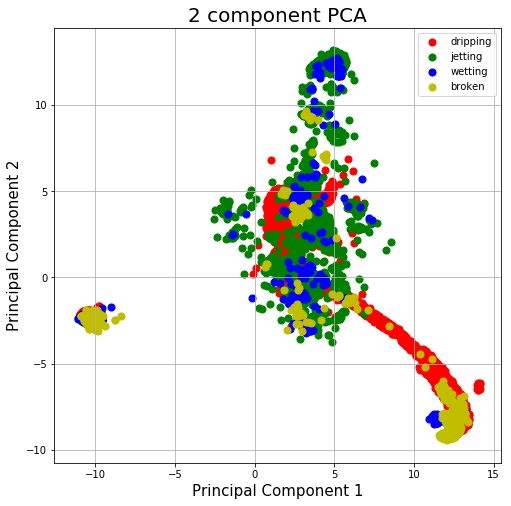 2 component PCA
dripping
jetting
wetting
broken
10
5
0
−5
−10
Principal Component 2
−10
−5
0
5
10
15
Principal Component 1